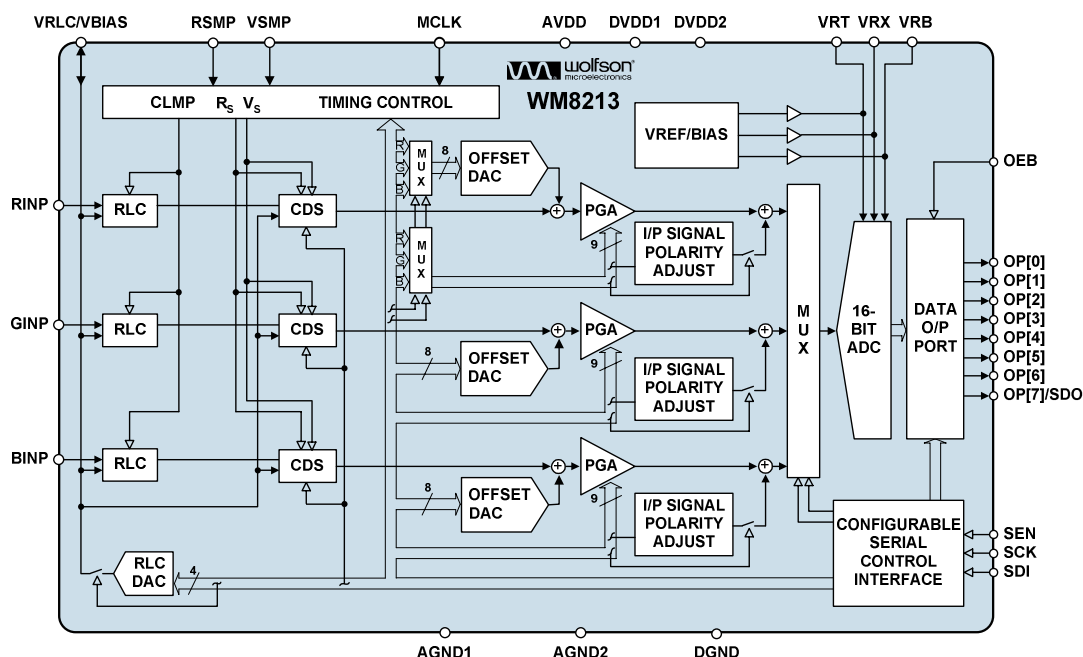 VRLC/VBIAS
RSMP
VSMP
MCLK
AVDD
DVDD1
DVDD2
VRT
VRX
VRB
wolfson®
microelectronics
WM8213
CLMP
RS
VS
TIMING CONTROL
VREF/BIAS
OEB
R
G
B
MUX
8
OFFSET
DAC
RINP
RLC
CDS
PGA
9
I/P SIGNAL
POLARITY
ADJUST
R
G
B
MUX
GINP
RLC
CDS
8
OFFSET
DAC
PGA
9
I/P SIGNAL
POLARITY
ADJUST
MUX
16-
BIT
ADC
DATA
O/P
PORT
OP[0]
OP[1]
OP[2]
OP[3]
OP[4]
OP[5]
OP[6]
OP[7]/SDO
BINP
RLC
CDS
8
OFFSET
DAC
PGA
9
I/P SIGNAL
POLARITY
ADJUST
CONFIGURABLE
SERIAL
CONTROL
INTERFACE
SEN
SCK
SDI
RLC
DAC
4
AGND1
AGND2
DGND